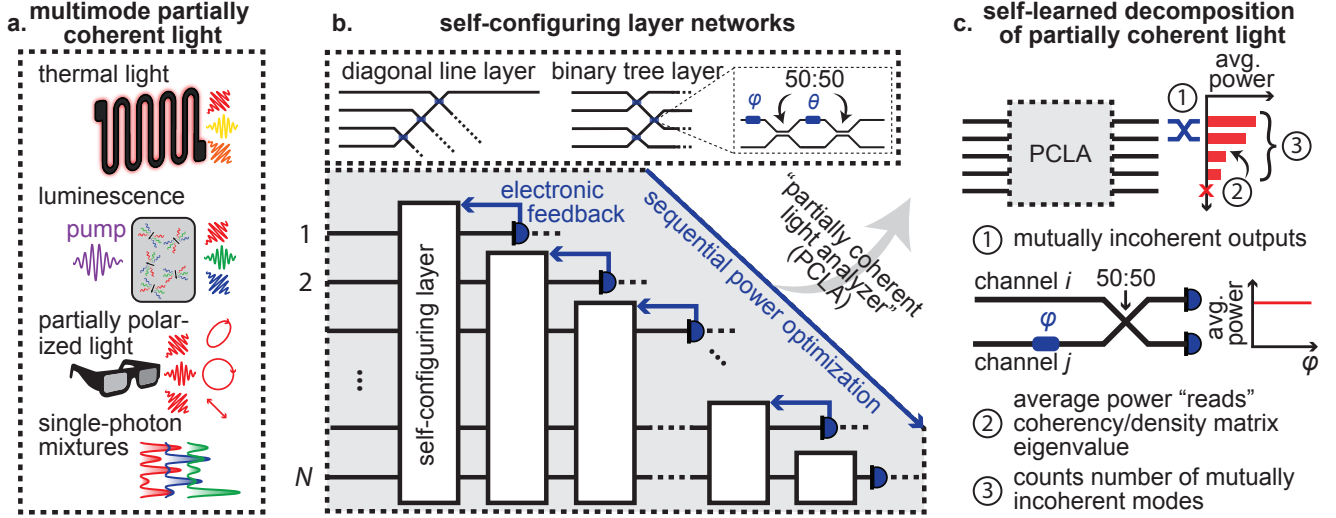 a. multimode partially
coherent light
thermal light
luminescence
pump
partially polar-
ized light
single-photon
mixtures
b. self-configuring layer networks
diagonal line layer
binary tree layer
50:50
φ θ
electronic
feedback
self-configuring layer
1
2
...
N
sequential power optimization
“partially coherent
light analyzer”
(PCLA)
c. self-learned decomposition
of partially coherent light
avg.
power
1
PCLA
3
2
1 mutually incoherent outputs
channel i
50:50
φ
channel j
avg.
power
φ
2 average power “reads”
coherency/density matrix
eigenvalue
3 counts number of mutually
incoherent modes